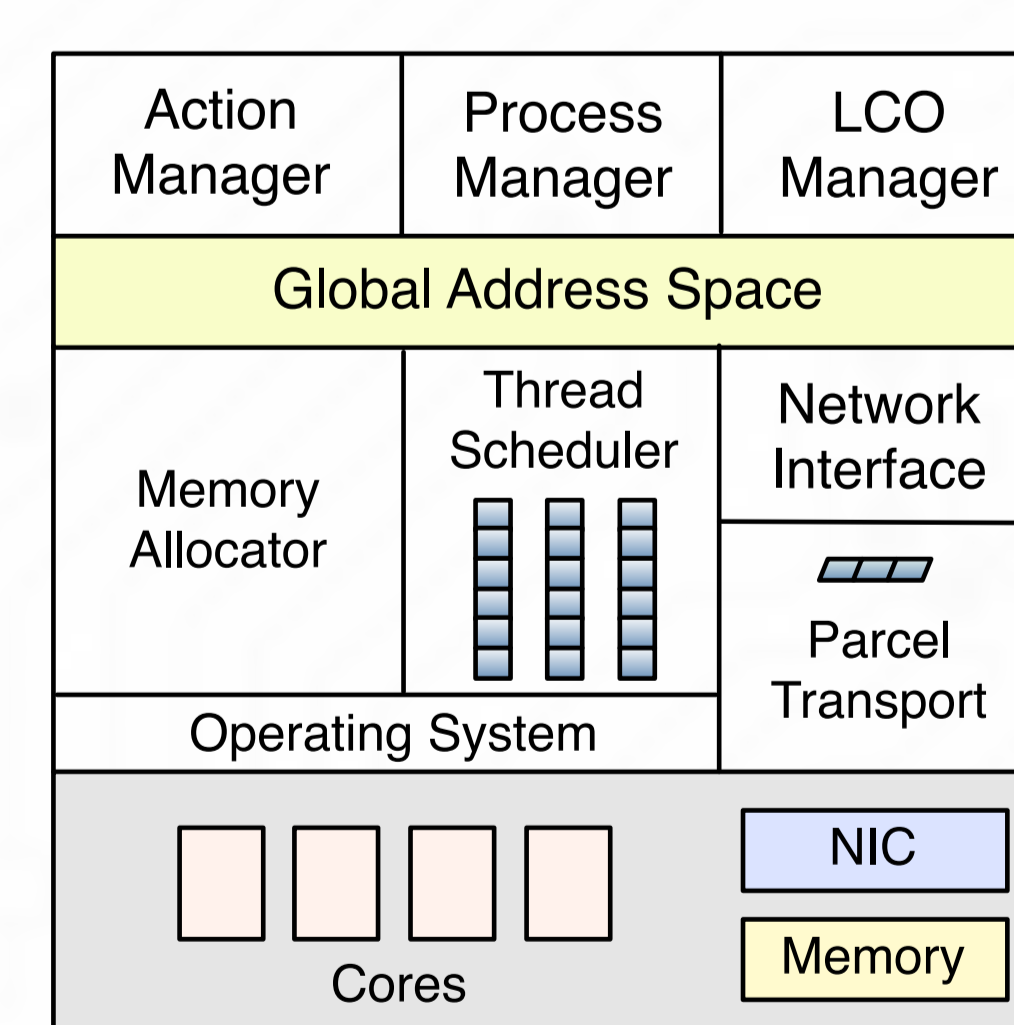 Action
Manager
Process
Manager
LCO
Manager
Global Address Space
Memory
Allocator
Thread
Scheduler
Network
Interface
Parcel
Transport
Operating System
Cores
NIC
Memory